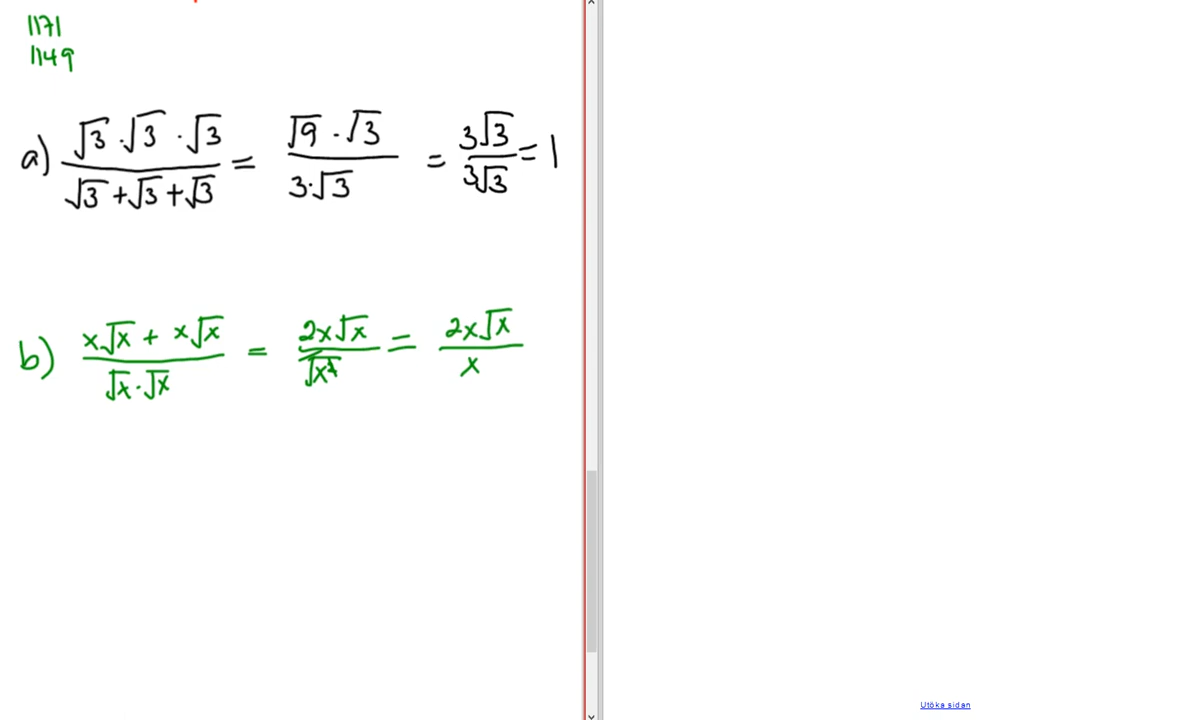 1171
1149
a) √3·√3·√3 / √3+√3+√3 = √9·√3 / 3·√3 = 3√3 / 3√3 = 1
b) x√x + x√x / √x·√x = 2x√x / √x² = 2x√x / x
Utöka sidan